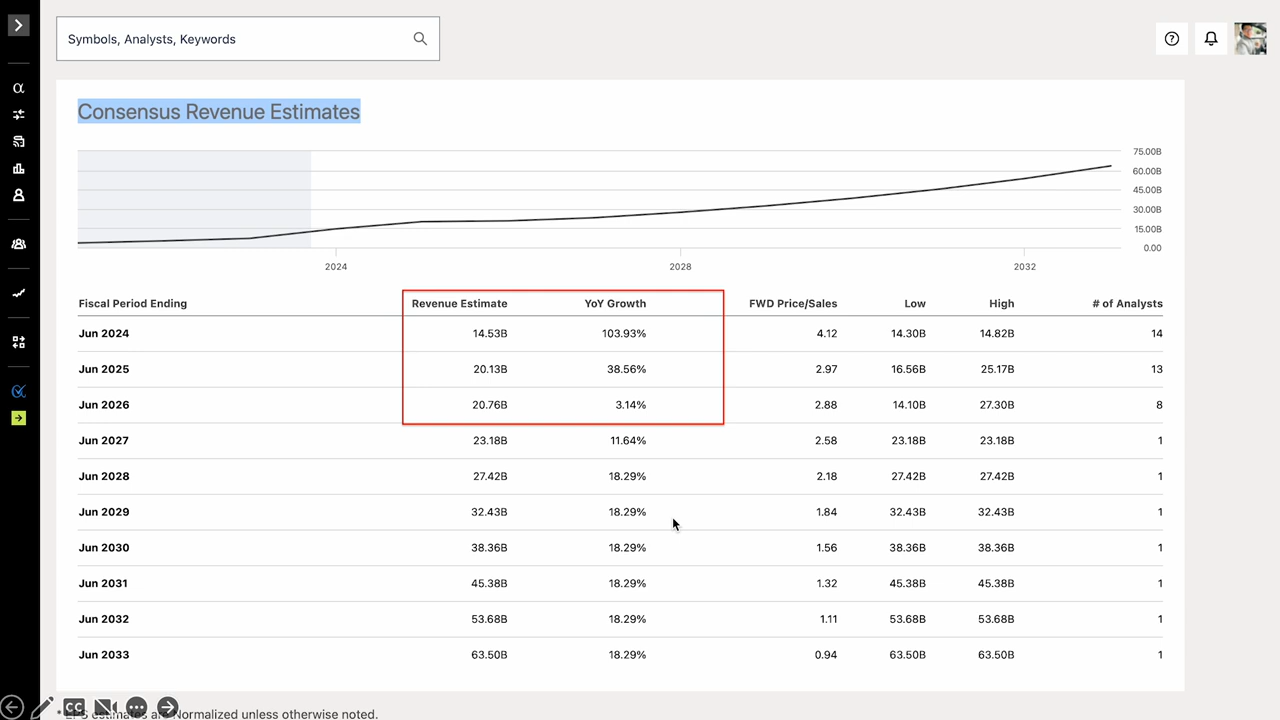 Symbols, Analysts, Keywords
Consensus Revenue Estimates
75.00B
60.00B
45.00B
30.00B
15.00B
0.00
2024 2028 2032
Fiscal Period Ending Revenue Estimate YoY Growth FWD Price/Sales Low High # of Analysts
Jun 2024 14.53B 103.93% 4.12 14.30B 14.82B 14
Jun 2025 20.13B 38.56% 2.97 16.56B 25.17B 13
Jun 2026 20.76B 3.14% 2.88 14.10B 27.30B 8
Jun 2027 23.18B 11.64% 2.58 23.18B 23.18B 1
Jun 2028 27.42B 18.29% 2.18 27.42B 27.42B 1
Jun 2029 32.43B 18.29% 1.84 32.43B 32.43B 1
Jun 2030 38.36B 18.29% 1.56 38.36B 38.36B 1
Jun 2031 45.38B 18.29% 1.32 45.38B 45.38B 1
Jun 2032 53.68B 18.29% 1.11 53.68B 53.68B 1
Jun 2033 63.50B 18.29% 0.94 63.50B 63.50B 1
CC
* EPS estimates are Normalized unless otherwise noted.